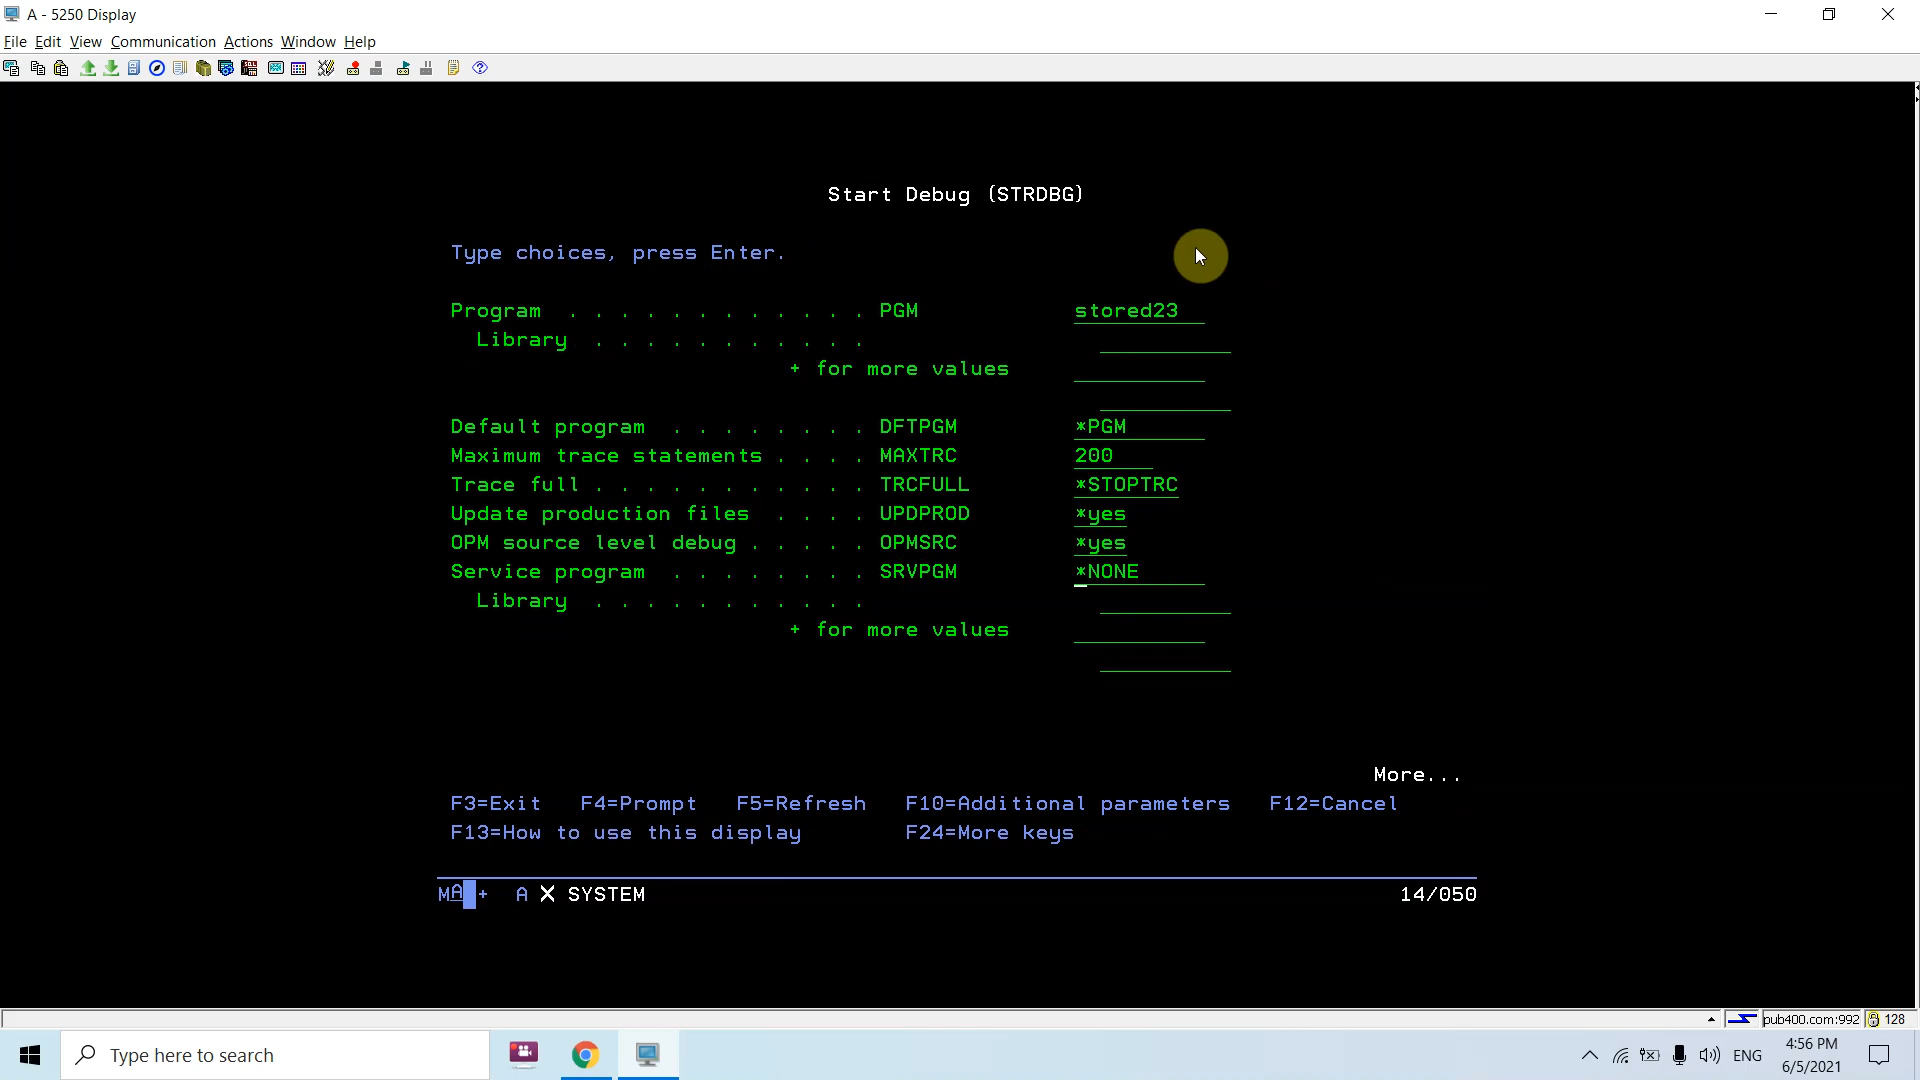 A - 5250 Display
File Edit View Communication Actions Window Help
Start Debug (STRDBG)
Type choices, press Enter.
Program . . . . . . . . . . . . PGM stored23
Library . . . . . . . . . . .
+ for more values
Default program . . . . . . . . DFTPGM *PGM
Maximum trace statements . . . . MAXTRC 200
Trace full . . . . . . . . . . . TRCFULL *STOPTRC
Update production files . . . . UPDPROD *yes
OPM source level debug . . . . . OPMSRC *yes
Service program . . . . . . . . SRVPGM *NONE
Library . . . . . . . . . . .
+ for more values
More...
F3=Exit F4=Prompt F5=Refresh F10=Additional parameters F12=Cancel
F13=How to use this display F24=More keys
MA + A X SYSTEM 14/050
pub400.com:992 128
Type here to search
ENG
4:56 PM
6/5/2021